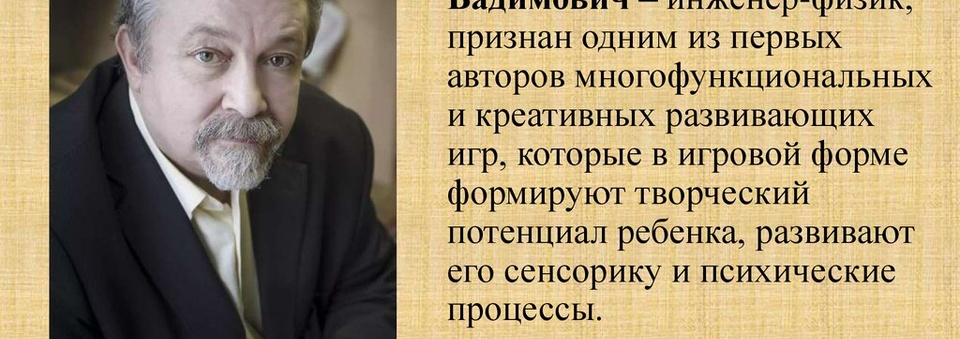 Вадимович – инженер-физик,
признан одним из первых
авторов многофункциональных
и креативных развивающих
игр, которые в игровой форме
формируют творческий
потенциал ребенка, развивают
его сенсорику и психические
процессы.